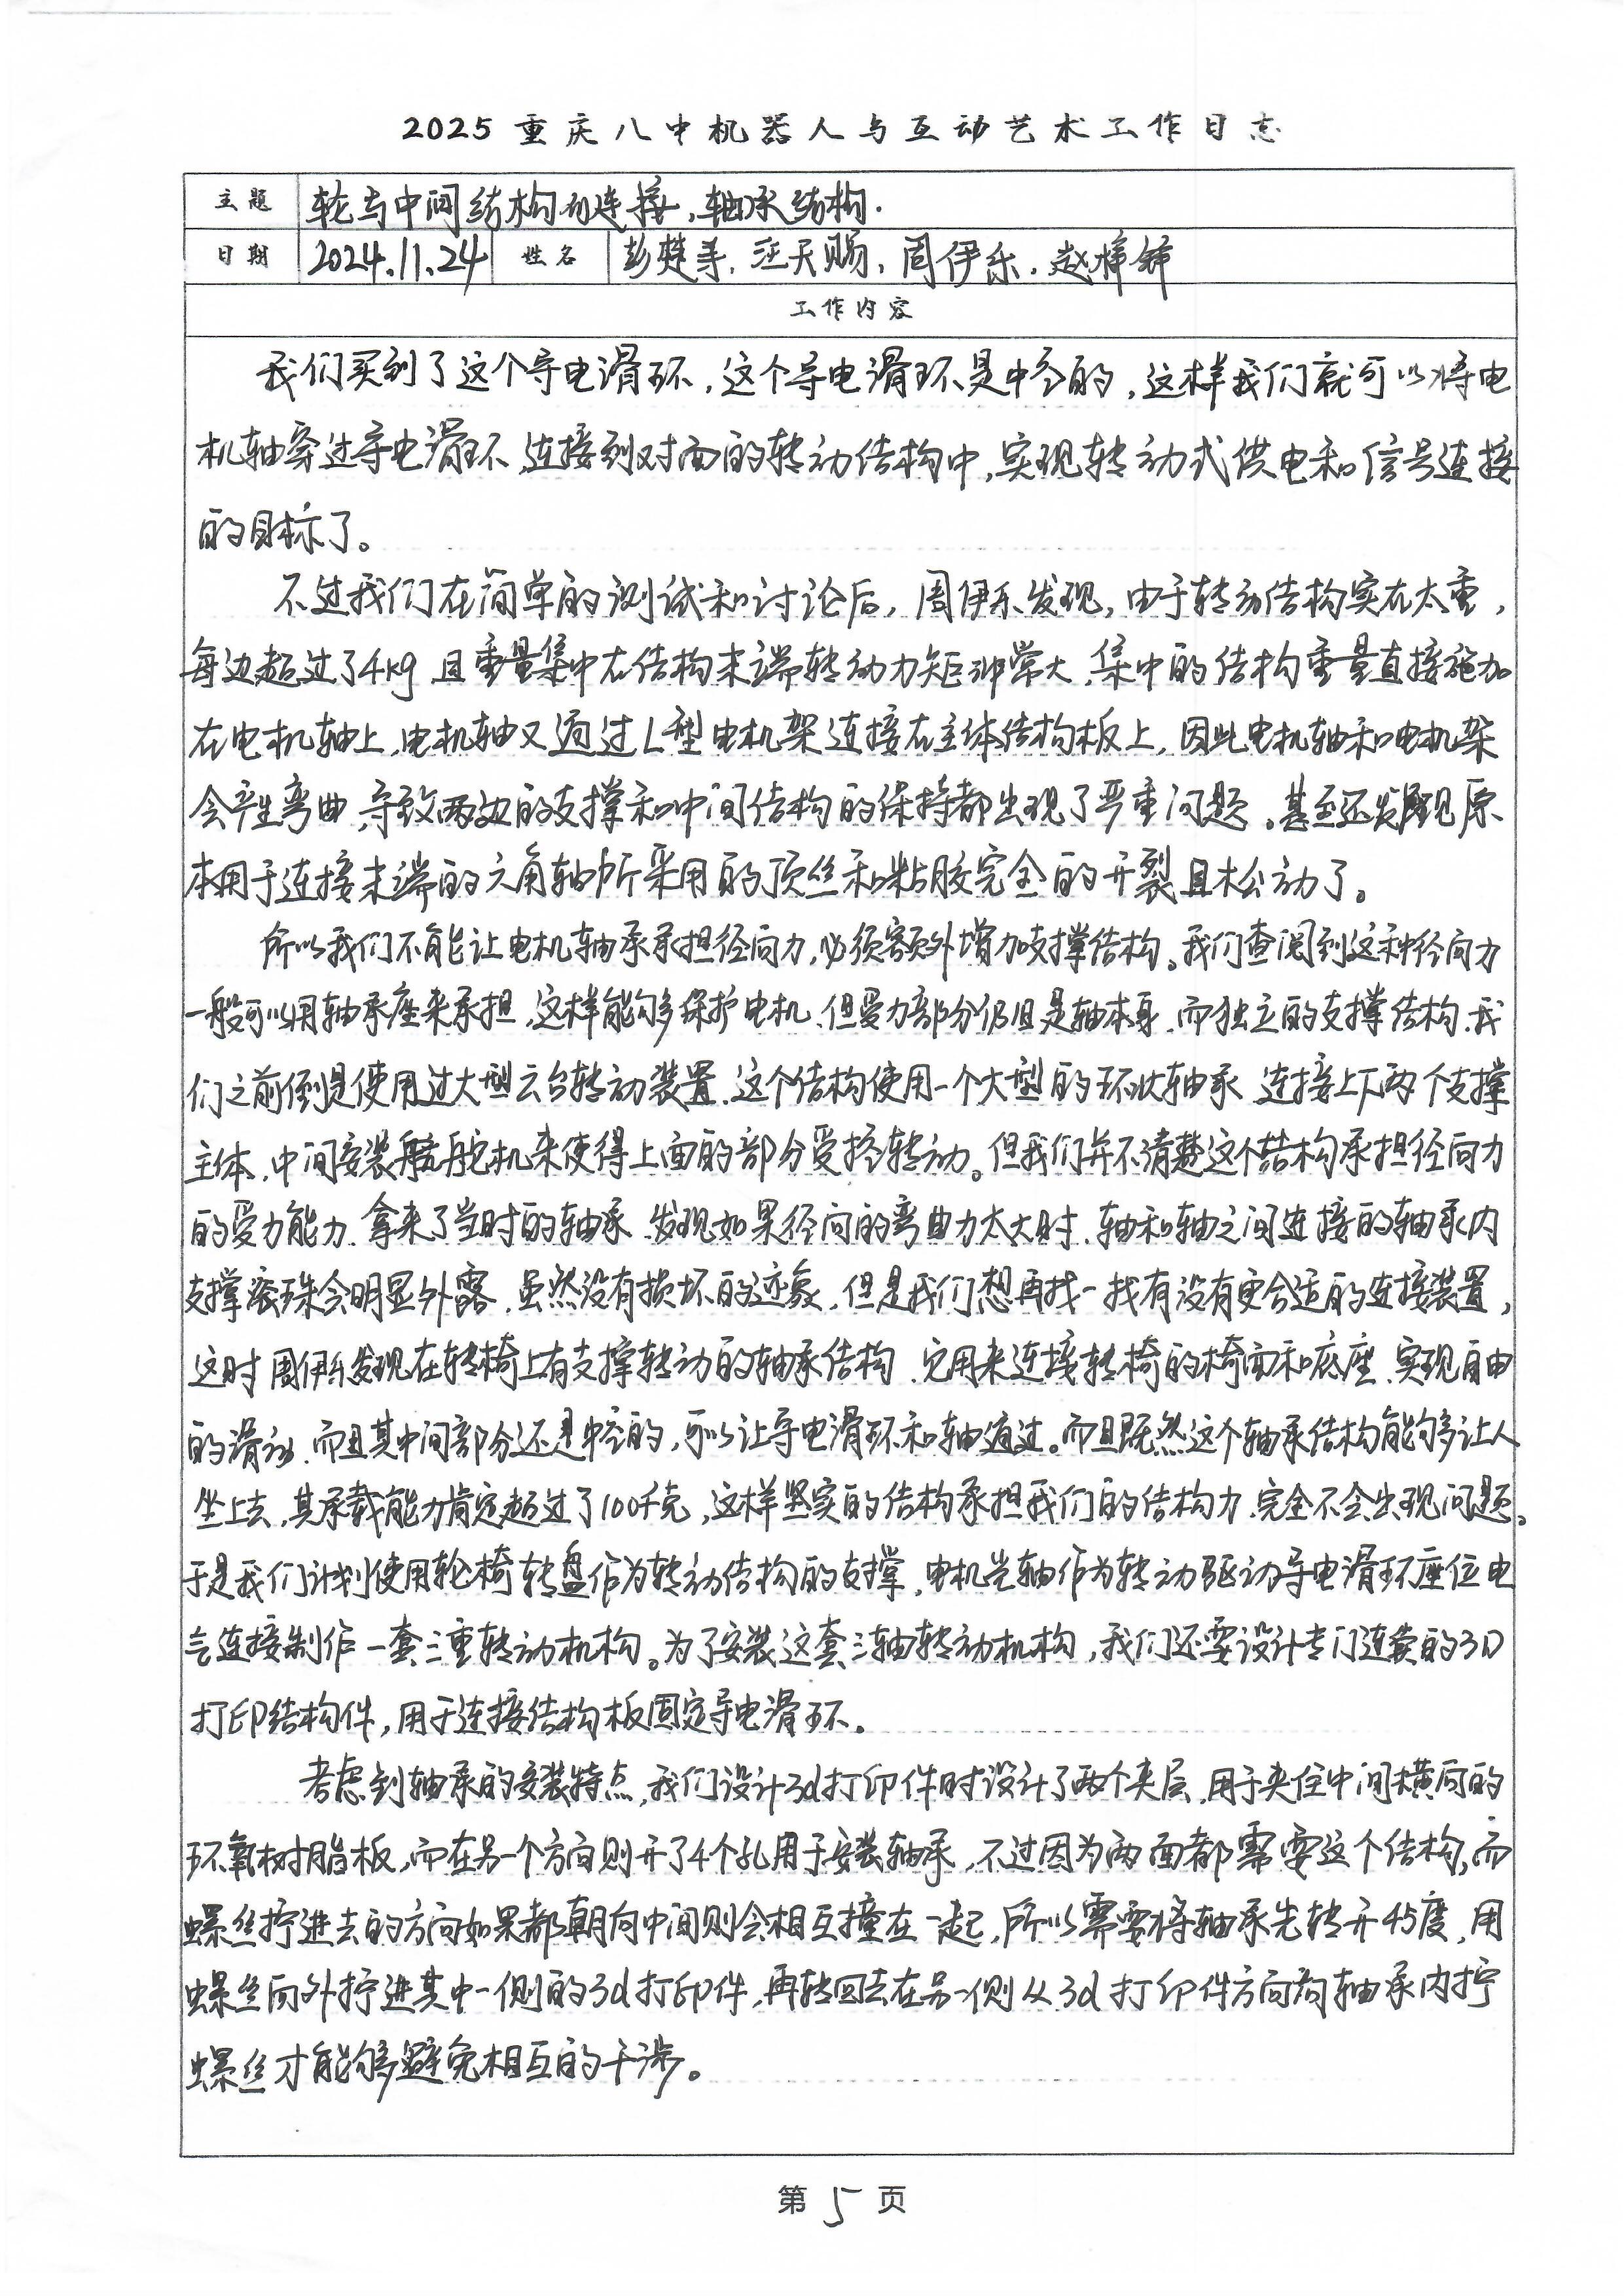 2025重庆八中机器人与互动艺术工作日志
主题 轮与中间结构的连接,轴承结构.
日期 2024.11.24 姓名 彭楚 汪天赐,周伊乐,赵梓铎
工作内容
我们买到了这个导电滑环,这个导电滑环是中空的,这样我们就可以将电
机轴穿过导电滑环,连接到对面的转动结构中,实现转动式供电和信号连接
的目标了。
不过我们在简单的测试和讨论后,周伊乐发现,由于转动结构实在太重,
每边超过了4kg,且重量集中在结构末端转动力矩非常大,集中的结构重量直接施加
在电机轴上,电机轴又通过L型电机架连接在主体结构板上,因此电机轴和电机架
会产生弯曲,导致两边的支撑和中间结构的保持都出现了严重问题。甚至还发现原
本用于连接末端的六角轴所采用的顶丝和粘胶完全的开裂且松动了。
所以我们不能让电机轴承承担径向力,必须额外增加支撑结构。我们查阅到这种径向力
一般可以用轴承座来承担,这样能够保护电机,但受力部分仍旧是轴本身,而独立的支撑结构,我
们之前倒是使用过大型云台转动装置,这个结构使用一个大型的环状轴承,连接上下两个支撑
主体,中间安装舵机来使得上面的部分受控转动。但我们并不清楚这个结构承担径向力
的受力能力,拿来了当时的轴承,发现如果径向的弯曲力太大时,轴和轴之间连接的轴承内
支撑滚珠会明显外露,虽然没有损坏的迹象,但是我们想再找一找有没有更合适的连接装置,
这时周伊乐发现在转椅上有支撑转动的轴承结构,它用来连接转椅的椅面和底座,实现自由
的滑动,而且其中间部分还是中空的,可以让导电滑环和轴通过。而且既然这个轴承结构能够让人
坐上去,其承载能力肯定超过了100千克,这样坚实的结构承担我们的结构力,完全不会出现问题。
于是我们计划使用轮椅转盘作为转动结构的支撑,电机光轴作为转动驱动导电滑环座位电
气连接制作一套三重转动机构。为了安装这套三轴转动机构,我们还要设计专门连接的3D
打印结构件,用于连接结构板固定导电滑环。
考虑到轴承的安装特点,我们设计3d打印件时设计了两个夹层,用于夹住中间横向的
环氧树脂板,而在另一个方向则开了4个孔用于安装轴承,不过因为两面都需要这个结构,而
螺丝拧进去的方向如果都朝向中间则会相互撞在一起,所以需要将轴承先转开45度,用
螺丝向外拧进其中一侧的3d打印件,再转回去在另一侧从3d打印件方向向轴承内拧
螺丝才能够避免相互的干涉。
第5页